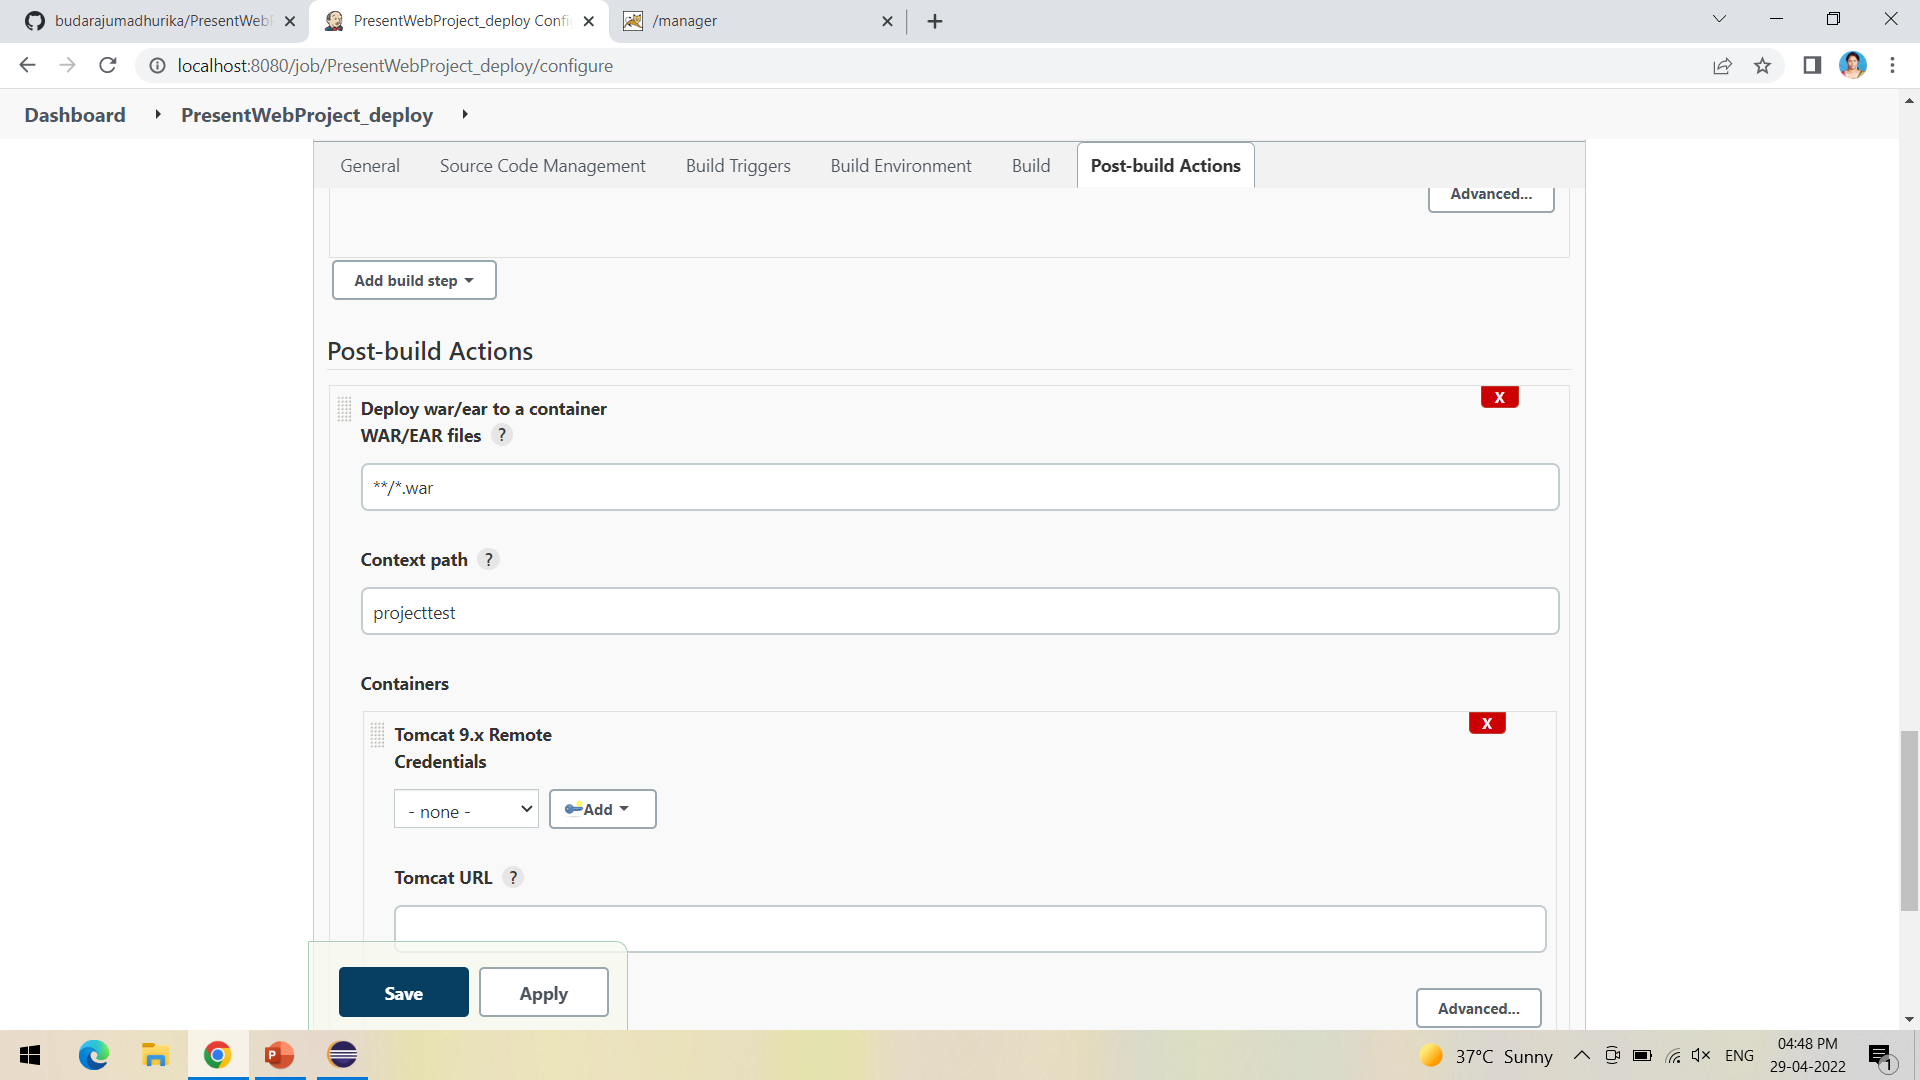 budarajumadhurika/PresentWebP
PresentWebProject_deploy Confi
/manager
localhost:8080/job/PresentWebProject_deploy/configure
Dashboard
PresentWebProject_deploy
General
Source Code Management
Build Triggers
Build Environment
Build
Post-build Actions
Advanced...
Add build step
Post-build Actions
X
Deploy war/ear to a container
WAR/EAR files ?
**/*.war
Context path ?
projecttest
Containers
X
Tomcat 9.x Remote
Credentials
- none -
Add
Tomcat URL ?
Save
Apply
Advanced...
37°C Sunny
ENG
04:48 PM
29-04-2022
1